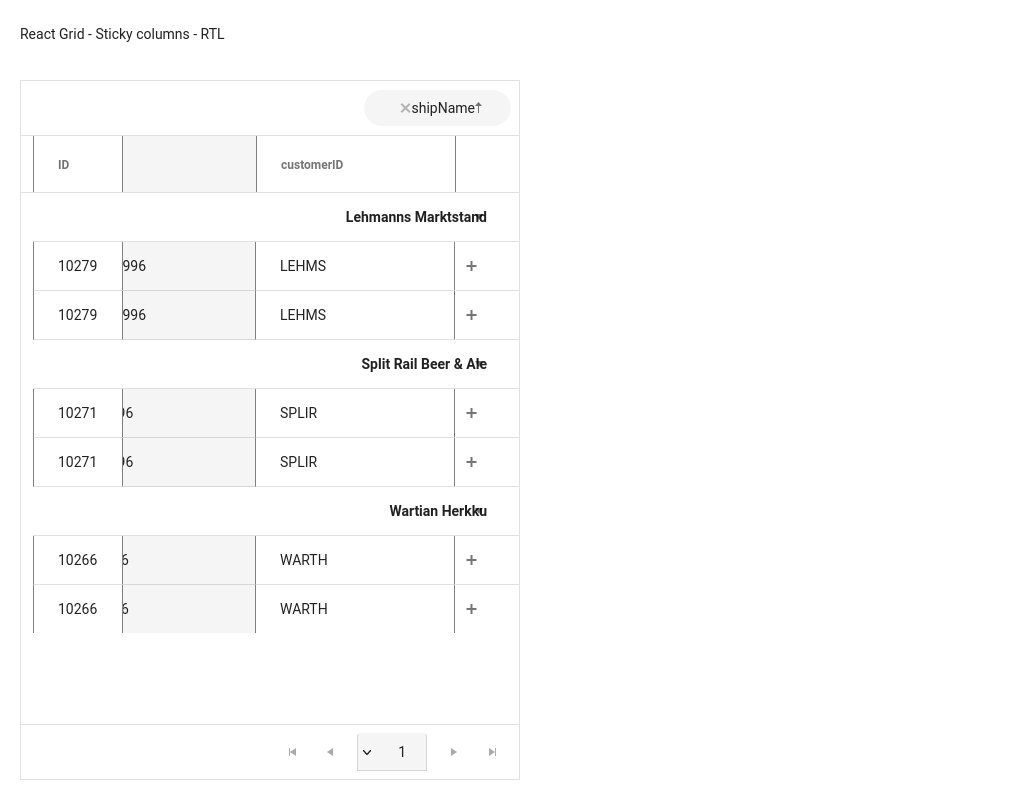 React Grid - Sticky columns - RTL
shipName
ID customerID
Lehmanns Marktstand
10279 996 LEHMS +
10279 996 LEHMS +
Split Rail Beer & Ale
10271 96 SPLIR +
10271 96 SPLIR +
Wartian Herkku
10266 6 WARTH +
10266 6 WARTH +
1